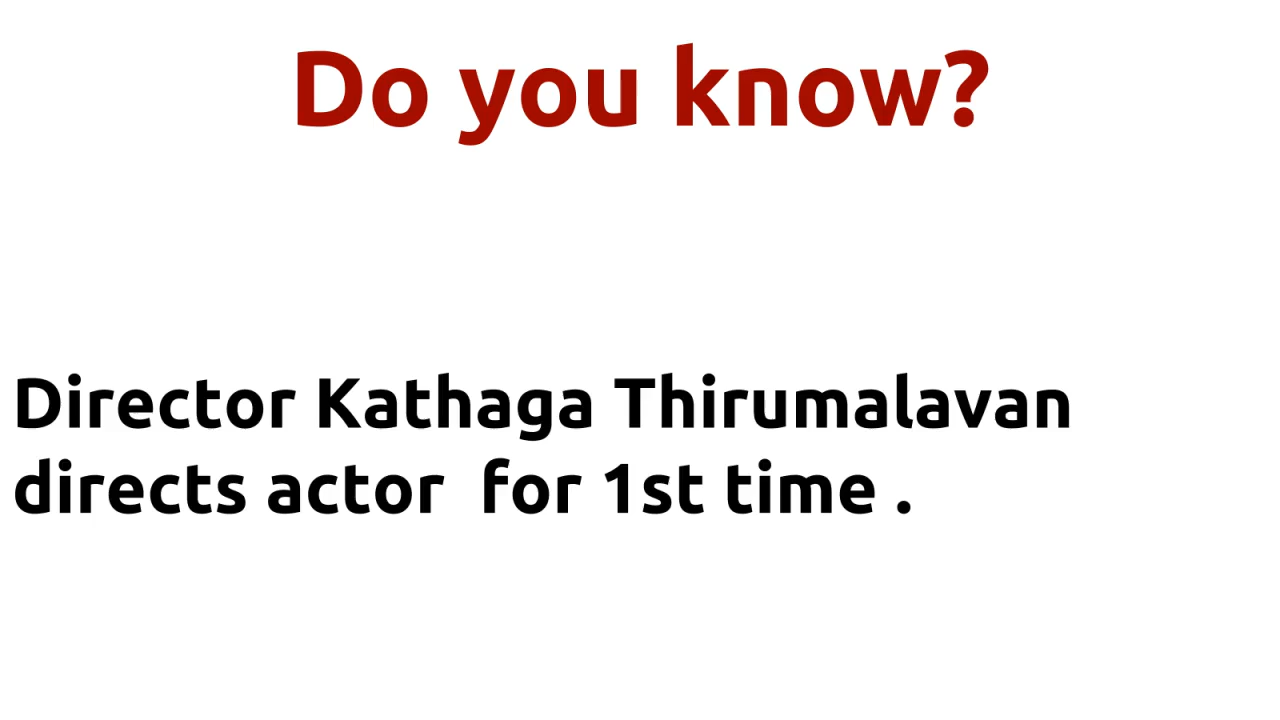 Do you know?
Director Kathaga Thirumalavan
directs actor  for 1st time .